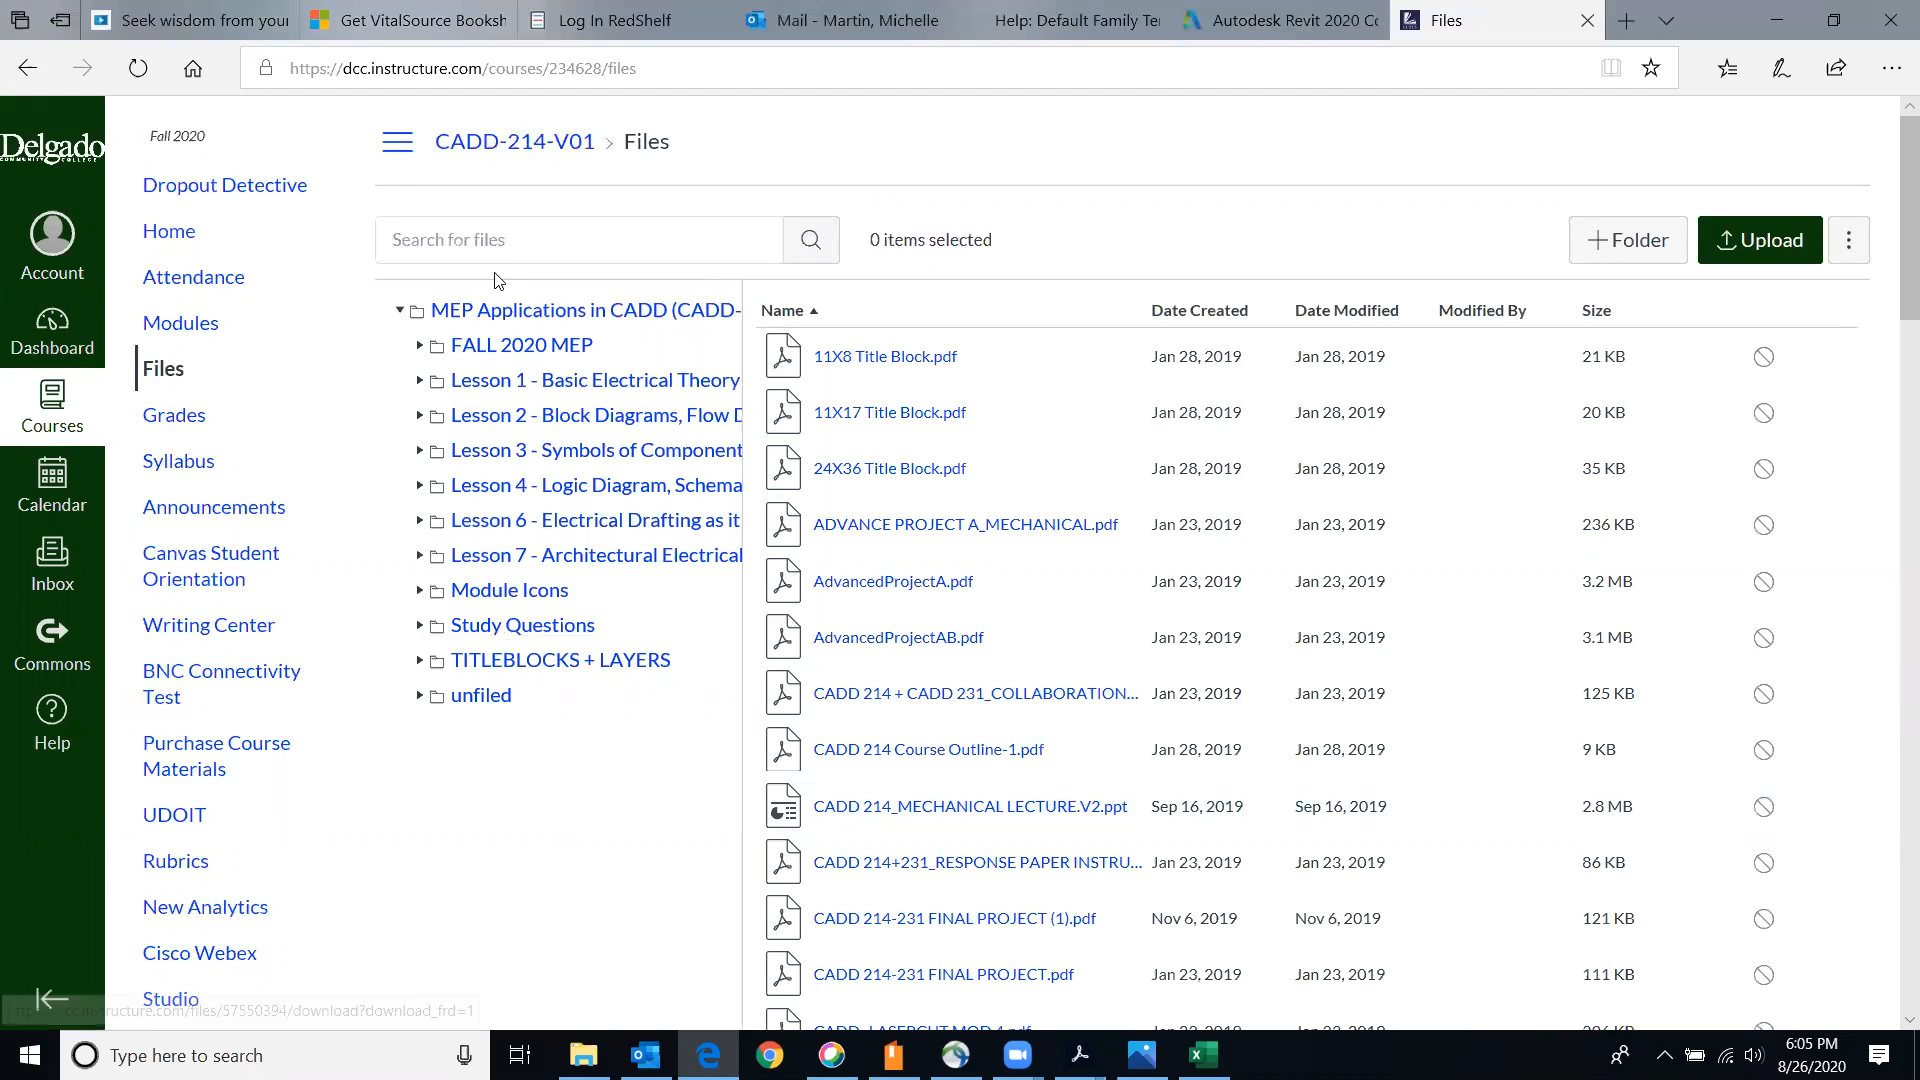 Seek wisdom from your
Get VitalSource Booksh
Log In RedShelf
Mail - Martin, Michelle
Help: Default Family Te
Autodesk Revit 2020 Co
Files
https://dcc.instructure.com/courses/234628/files
Delgado
COMMUNITY COLLEGE
Account
Dashboard
Courses
Calendar
Inbox
Commons
Help
Fall 2020
Dropout Detective
Home
Attendance
Modules
Files
Grades
Syllabus
Announcements
Canvas Student
Orientation
Writing Center
BNC Connectivity
Test
Purchase Course
Materials
UDOIT
Rubrics
New Analytics
Cisco Webex
Studio
CADD-214-V01 › Files
Search for files
0 items selected
+Folder
Upload
MEP Applications in CADD (CADD-
FALL 2020 MEP
Lesson 1 - Basic Electrical Theory
Lesson 2 - Block Diagrams, Flow D
Lesson 3 - Symbols of Component
Lesson 4 - Logic Diagram, Schema
Lesson 6 - Electrical Drafting as it
Lesson 7 - Architectural Electrical
Module Icons
Study Questions
TITLEBLOCKS + LAYERS
unfiled
Name Date Created Date Modified Modified By Size
11X8 Title Block.pdf Jan 28, 2019 Jan 28, 2019 21 KB
11X17 Title Block.pdf Jan 28, 2019 Jan 28, 2019 20 KB
24X36 Title Block.pdf Jan 28, 2019 Jan 28, 2019 35 KB
ADVANCE PROJECT A_MECHANICAL.pdf Jan 23, 2019 Jan 23, 2019 236 KB
AdvancedProjectA.pdf Jan 23, 2019 Jan 23, 2019 3.2 MB
AdvancedProjectAB.pdf Jan 23, 2019 Jan 23, 2019 3.1 MB
CADD 214 + CADD 231_COLLABORATION... Jan 23, 2019 Jan 23, 2019 125 KB
CADD 214 Course Outline-1.pdf Jan 28, 2019 Jan 28, 2019 9 KB
CADD 214_MECHANICAL LECTURE.V2.ppt Sep 16, 2019 Sep 16, 2019 2.8 MB
CADD 214+231_RESPONSE PAPER INSTRU... Jan 23, 2019 Jan 23, 2019 86 KB
CADD 214-231 FINAL PROJECT (1).pdf Nov 6, 2019 Nov 6, 2019 121 KB
CADD 214-231 FINAL PROJECT.pdf Jan 23, 2019 Jan 23, 2019 111 KB
instructure.com/files/57550394/download?download_frd=1
Type here to search
6:05 PM
8/26/2020